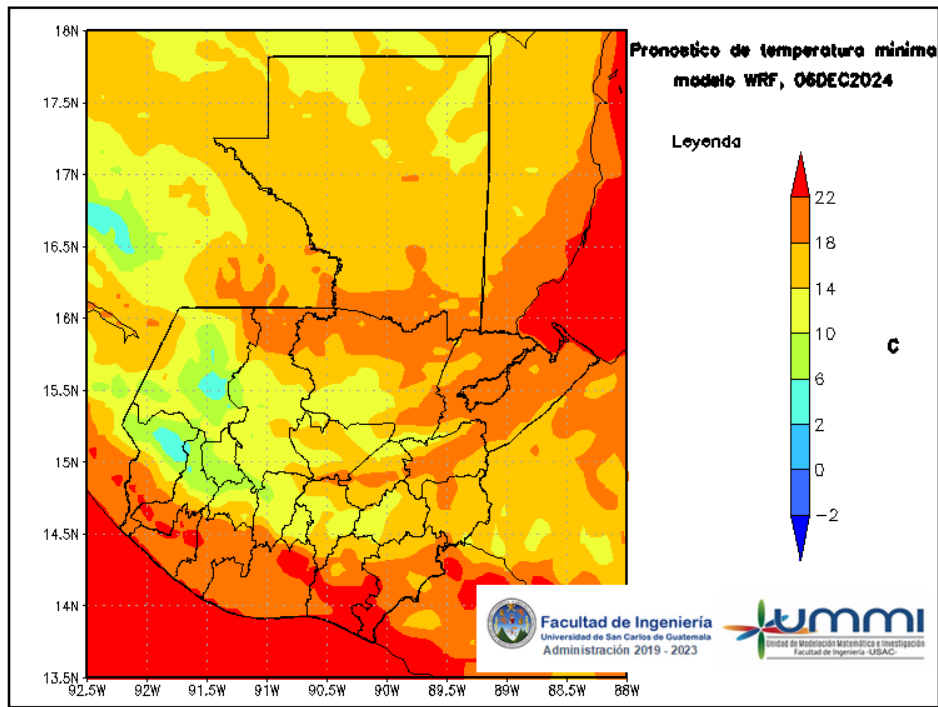 Pronostico de temperatura minima
modelo WRF, 06DEC2024
Leyenda
22
18
14
10
6
2
0
−2
C
18N
17.5N
17N
16.5N
16N
15.5N
15N
14.5N
14N
13.5N
92.5W
92W
91.5W
91W
90.5W
90W
89.5W
89W
88.5W
88W
Facultad de Ingeniería
Universidad de San Carlos de Guatemala
Administración 2019 - 2023
UMMI
Unidad de Modelación Matemática e Investigación
Facultad de Ingeniería -USAC-